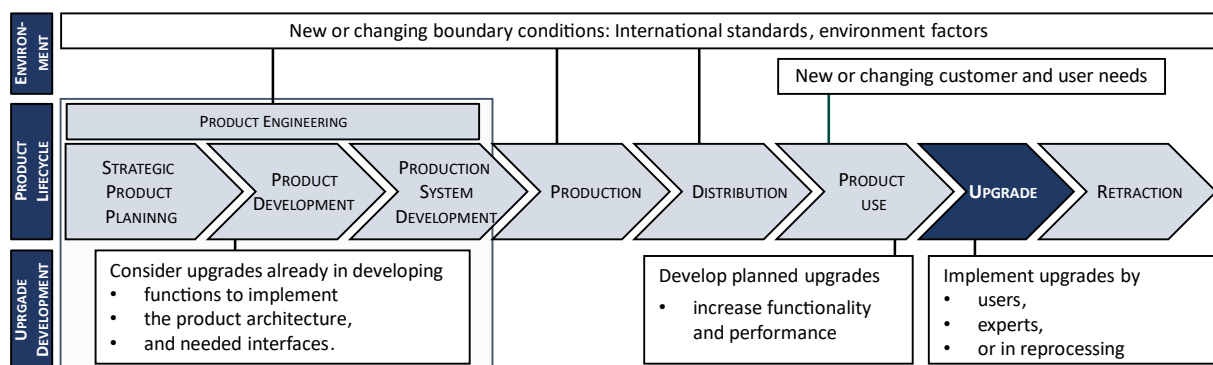 ENVIRON-
MENT
New or changing boundary conditions: International standards, environment factors
New or changing customer and user needs
PRODUCT
LIFECYCLE
PRODUCT ENGINEERING
STRATEGIC
PRODUCT
PLANINNG
PRODUCT
DEVELOPMENT
PRODUCTION
SYSTEM
DEVELOPMENT
PRODUCTION
DISTRIBUTION
PRODUCT
USE
UPGRADE
RETRACTION
UPRGADE
DEVELOPMENT
Consider upgrades already in developing
• functions to implement
• the product architecture,
• and needed interfaces.
Develop planned upgrades
• increase functionality
and performance
Implement upgrades by
• users,
• experts,
• or in reprocessing